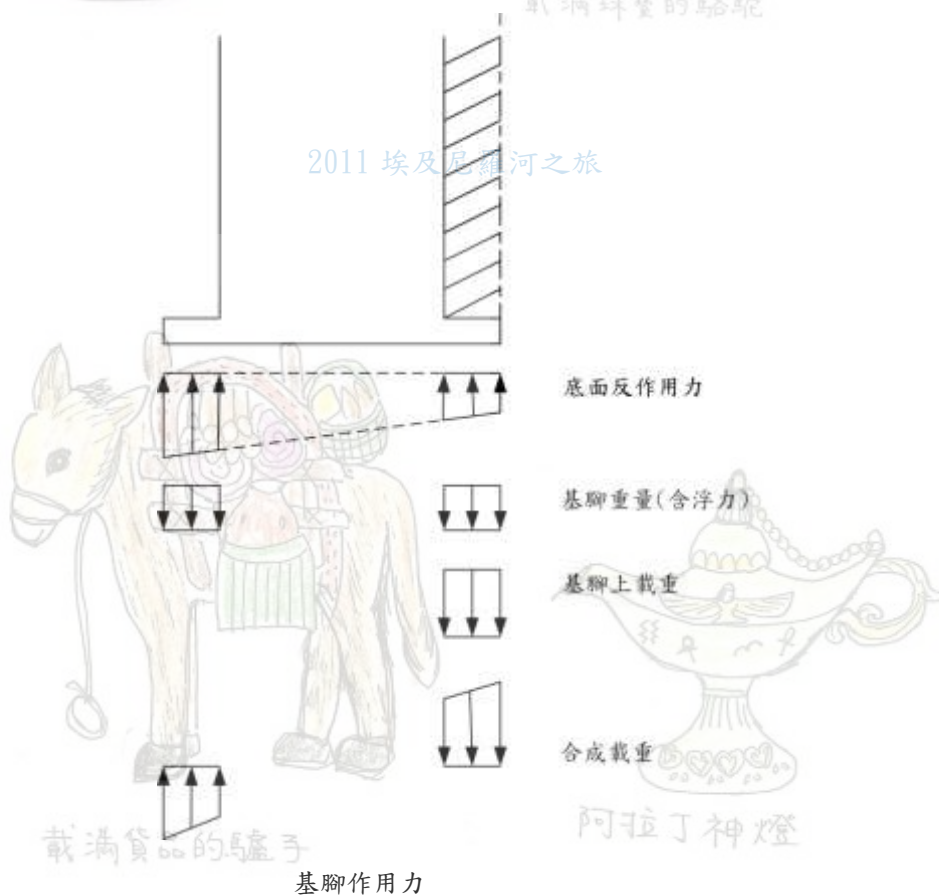 載滿珠寶的駱駝
2011 埃及尼羅河之旅
底面反作用力
基腳重量(含浮力)
基腳上載重
合成載重
載滿貨品的驢子
阿拉丁神燈
基腳作用力